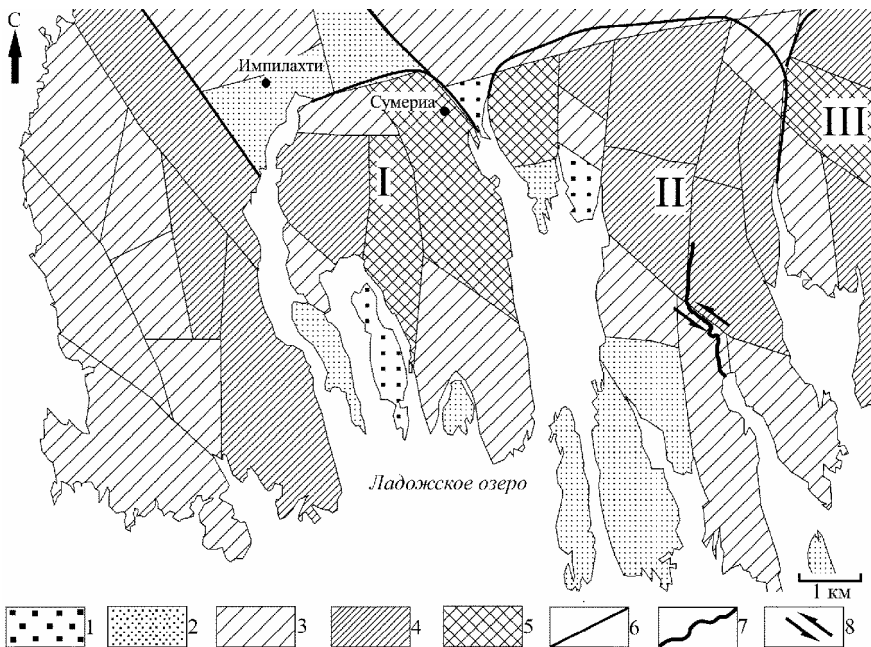 С
Импилахти
Сумериа
I
II
III
Ладожское озеро
1 км
1 2 3 4 5 6 7 8